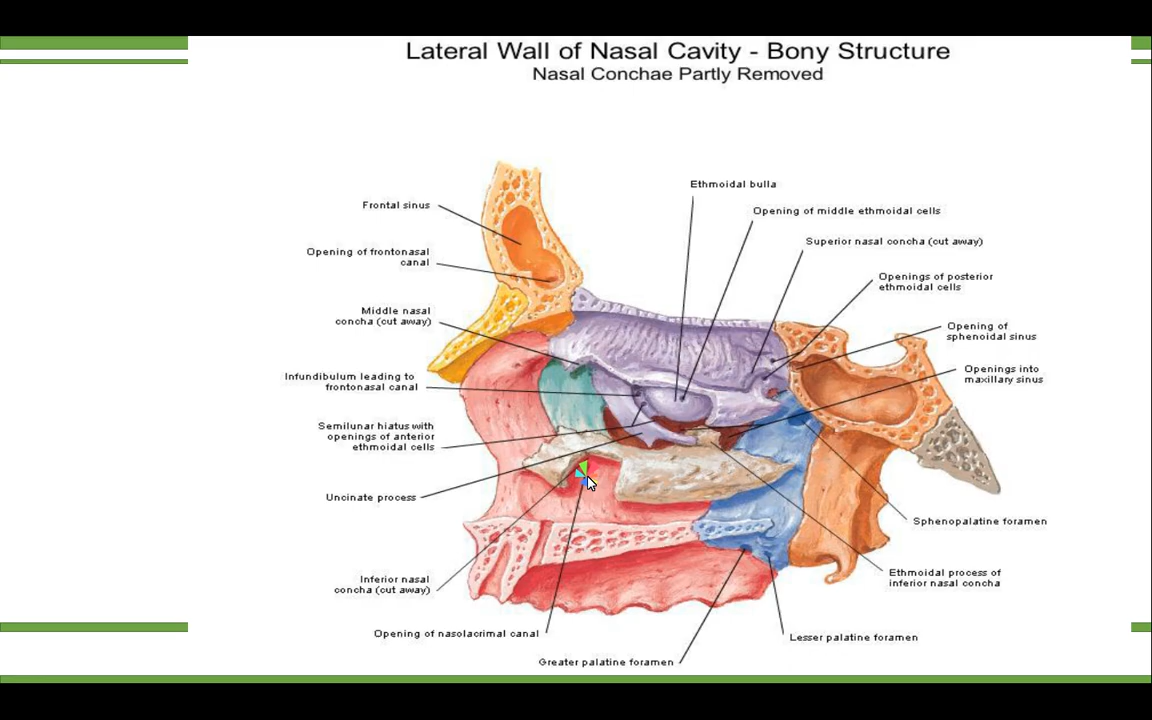 Lateral Wall of Nasal Cavity - Bony Structure
Nasal Conchae Partly Removed
Ethmoidal bulla
Opening of middle ethmoidal cells
Superior nasal concha (cut away)
Openings of posterior
ethmoidal cells
Opening of
sphenoidal sinus
Openings into
maxillary sinus
Frontal sinus
Opening of frontonasal
canal
Middle nasal
concha (cut away)
Infundibulum leading to
frontonasal canal
Semilunar hiatus with
openings of anterior
ethmoidal cells
Uncinate process
Inferior nasal
concha (cut away)
Opening of nasolacrimal canal
Greater palatine foramen
Lesser palatine foramen
Ethmoidal process of
inferior nasal concha
Sphenopalatine foramen